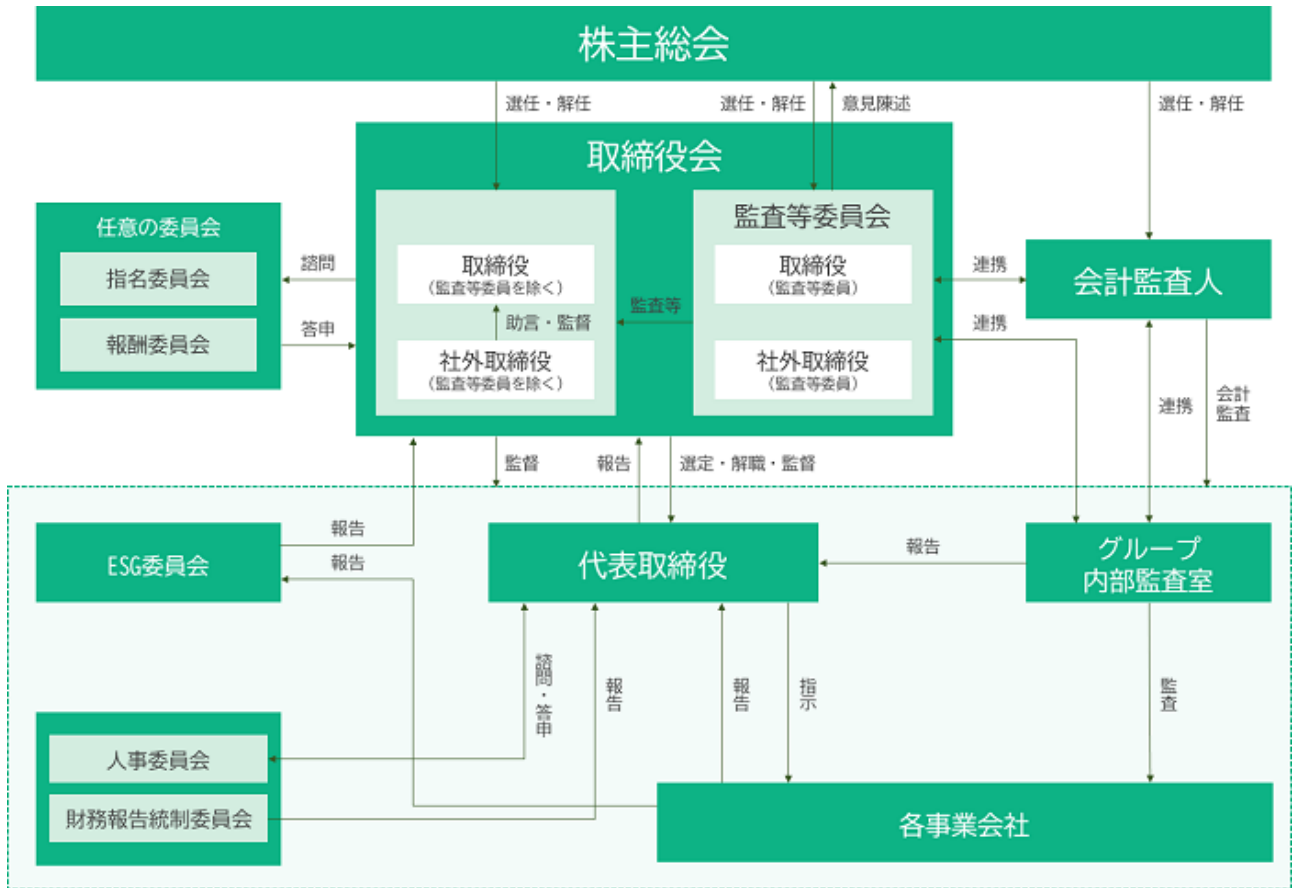 株主総会
選任・解任
選任・解任
意見陳述
選任・解任
取締役会
任意の委員会
指名委員会
報酬委員会
諮問
答申
取締役
(監査等委員を除く)
助言・監督
社外取締役
(監査等委員を除く)
監査等
監査等委員会
取締役
(監査等委員)
社外取締役
(監査等委員)
連携
連携
会計監査人
連携
会計
監査
監督
報告
選定・解職・監督
ESG委員会
報告
報告
代表取締役
報告
グループ
内部監査室
諮問・答申
報告
報告
指示
監査
人事委員会
財務報告統制委員会
各事業会社